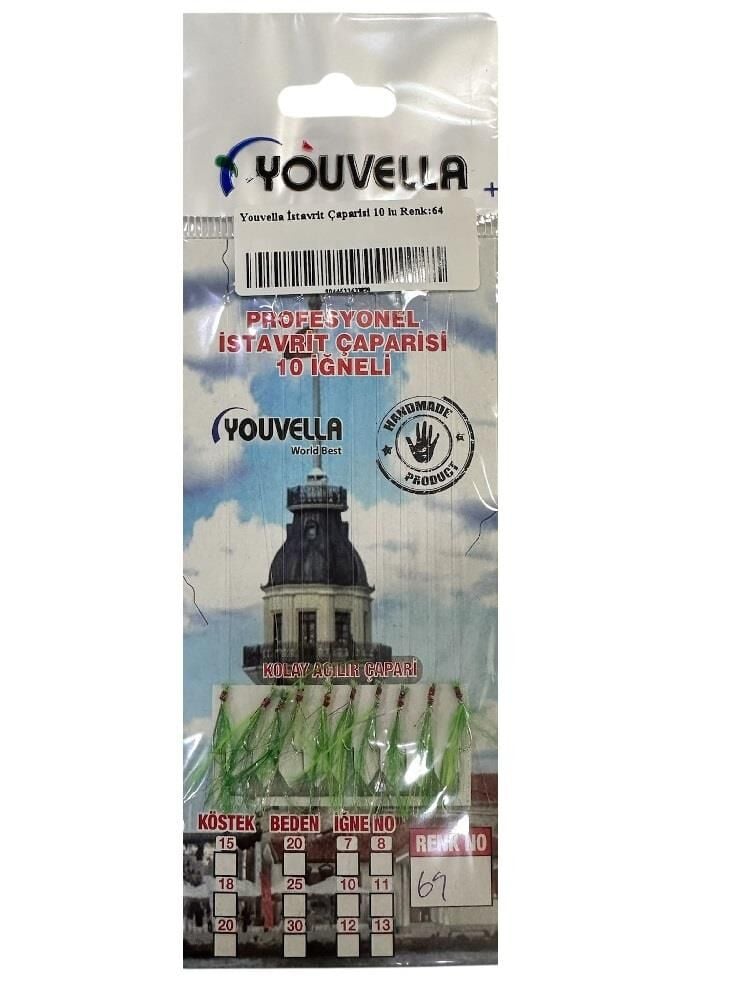 YOUVELLA
Youvella İstavrit Çaparisi 10 lu Renk:64
PROFESYONEL
İSTAVRİT ÇAPARİSİ
10 İĞNELİ
YOUVELLA
World Best
HANDMADE
PRODUCT
KOLAY AÇILIR ÇAPARİ
KÖSTEK BEDEN İĞNE NO
15 20 7 8
18 25 10 11
20 30 12 13
RENK NO